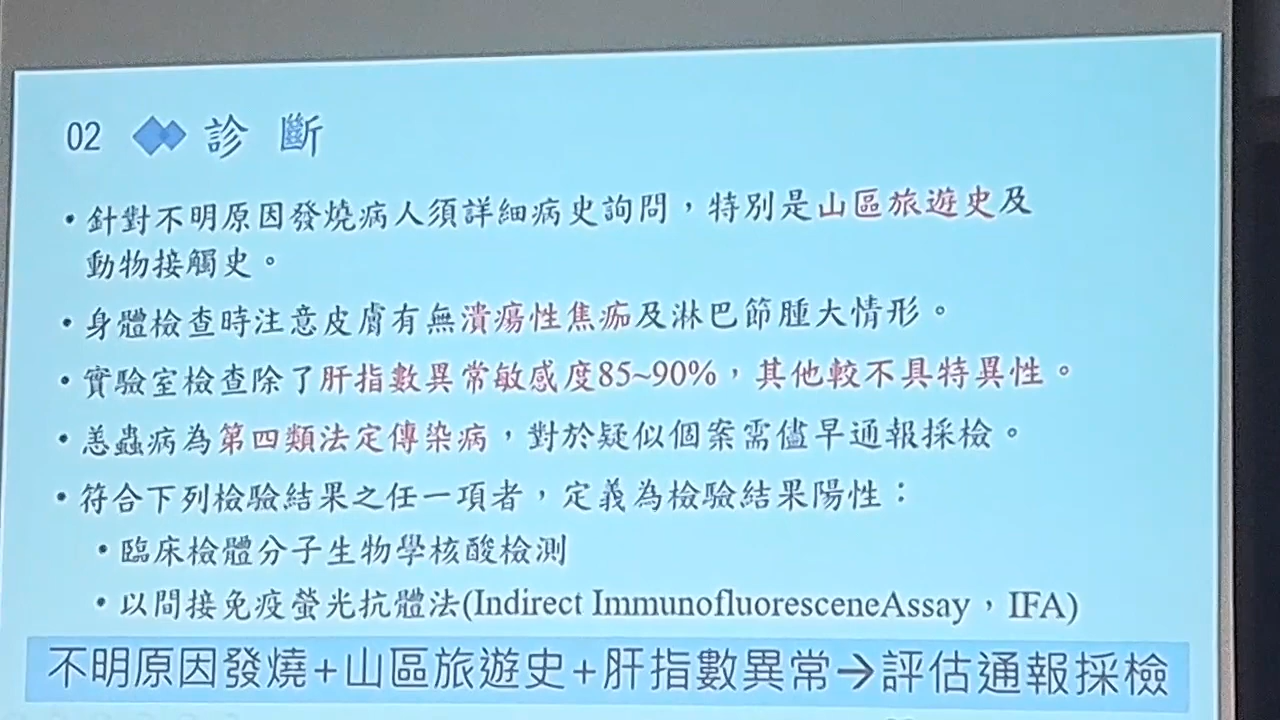 02 診 斷
• 針對不明原因發燒病人須詳細病史詢問，特別是山區旅遊史及
動物接觸史。
• 身體檢查時注意皮膚有無潰瘍性焦痂及淋巴節腫大情形。
• 實驗室檢查除了肝指數異常敏感度85~90%，其他較不具特異性。
• 恙蟲病為第四類法定傳染病，對於疑似個案需儘早通報採檢。
• 符合下列檢驗結果之任一項者，定義為檢驗結果陽性：
• 臨床檢體分子生物學核酸檢測
• 以間接免疫螢光抗體法(Indirect ImmunofluoresceneAssay，IFA)
不明原因發燒+山區旅遊史+肝指數異常→評估通報採檢